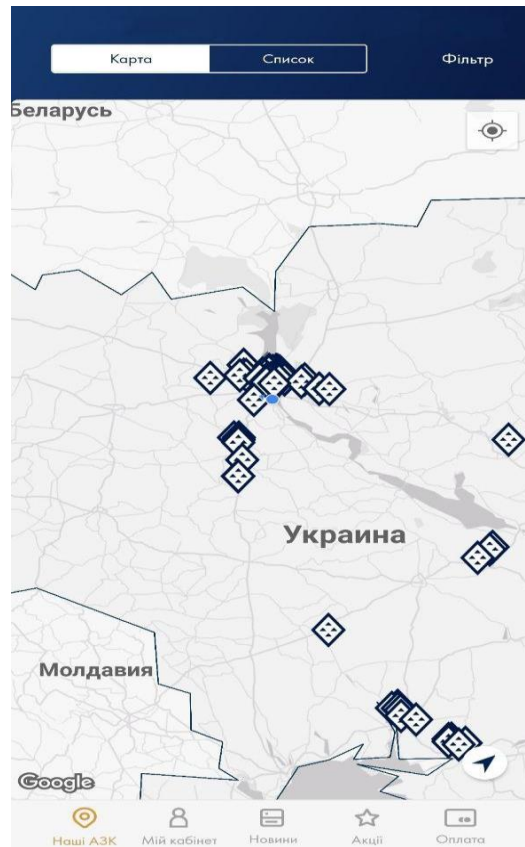 Карта
Список
Фільтр
Беларусь
Украина
Молдавия
Google
Наші АЗК
Мій кабінет
Новини
Акції
Оплата